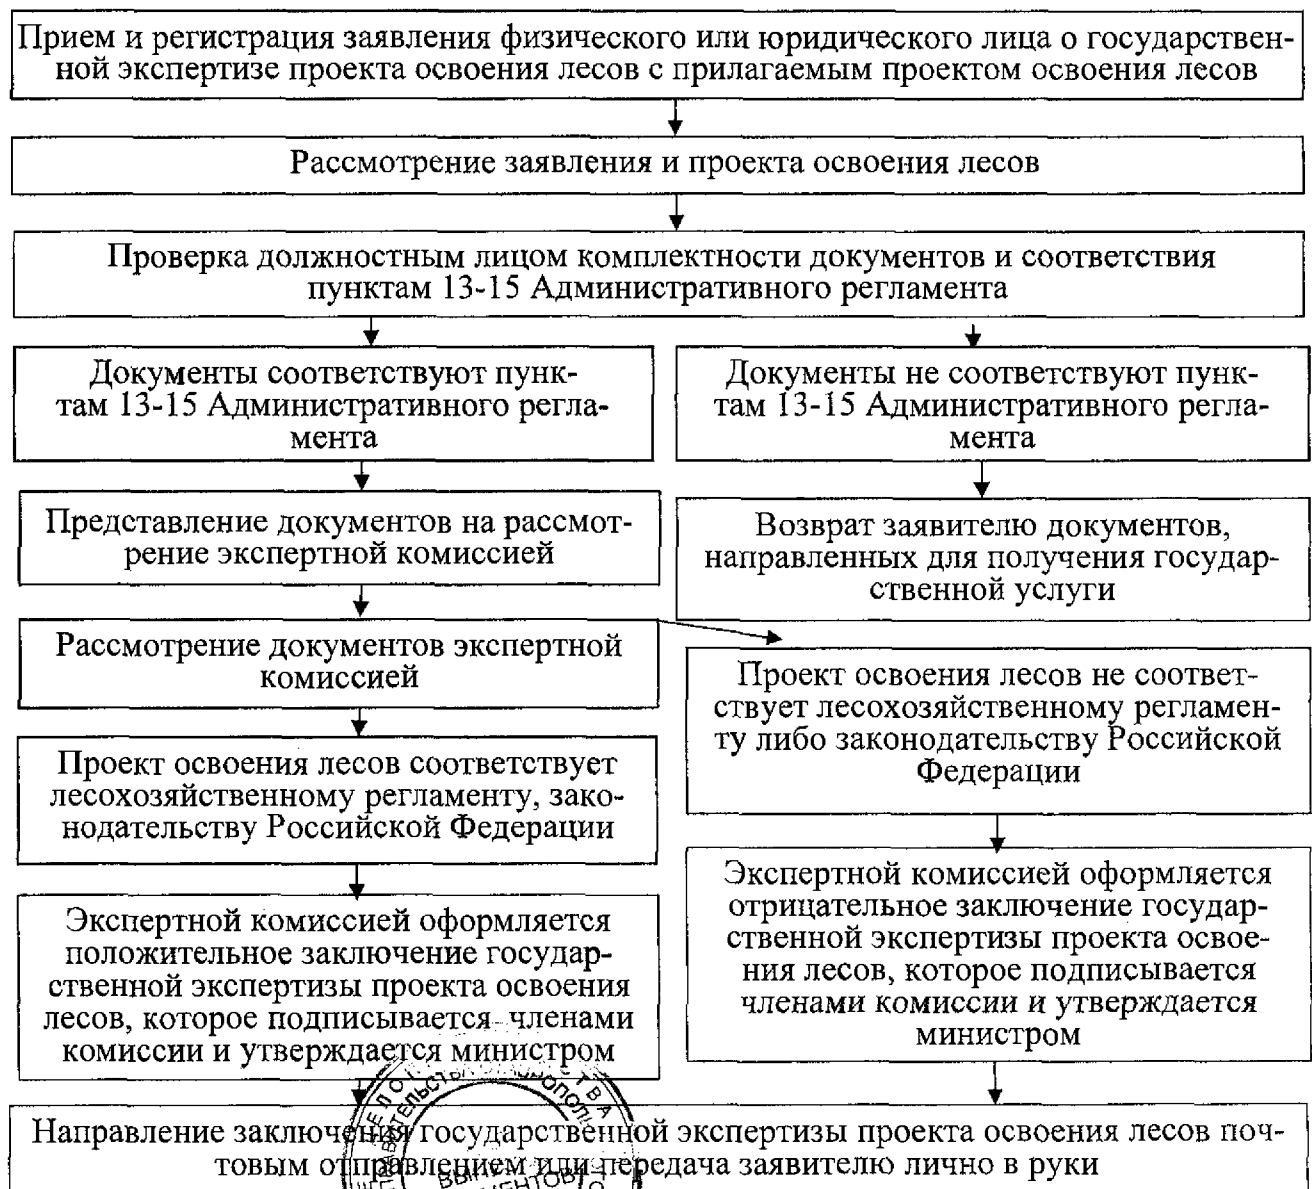 Прием и регистрация заявления физического или юридического лица о государствен-
ной экспертизе проекта освоения лесов с прилагаемым проектом освоения лесов
Рассмотрение заявления и проекта освоения лесов
Проверка должностным лицом комплектности документов и соответствия
пунктам 13-15 Административного регламента
Документы соответствуют пунк-
там 13-15 Административного регла-
мента
Документы не соответствуют пунк-
там 13-15 Административного регла-
мента
Представление документов на рассмот-
рение экспертной комиссией
Возврат заявителю документов,
направленных для получения государ-
ственной услуги
Рассмотрение документов экспертной
комиссией
Проект освоения лесов не соответ-
ствует лесохозяйственному регламен-
ту либо законодательству Российской
Федерации
Проект освоения лесов соответствует
лесохозяйственному регламенту, зако-
нодательству Российской Федерации
Экспертной комиссией оформляется
отрицательное заключение государ-
ственной экспертизы проекта освое-
ния лесов, которое подписывается
членами комиссии и утверждается
министром
Экспертной комиссией оформляется
положительное заключение государ-
ственной экспертизы проекта освоения
лесов, которое подписывается членами
комиссии и утверждается министром
Направление заключения государственной экспертизы проекта освоения лесов поч-
товым отправлением или передача заявителю лично в руки